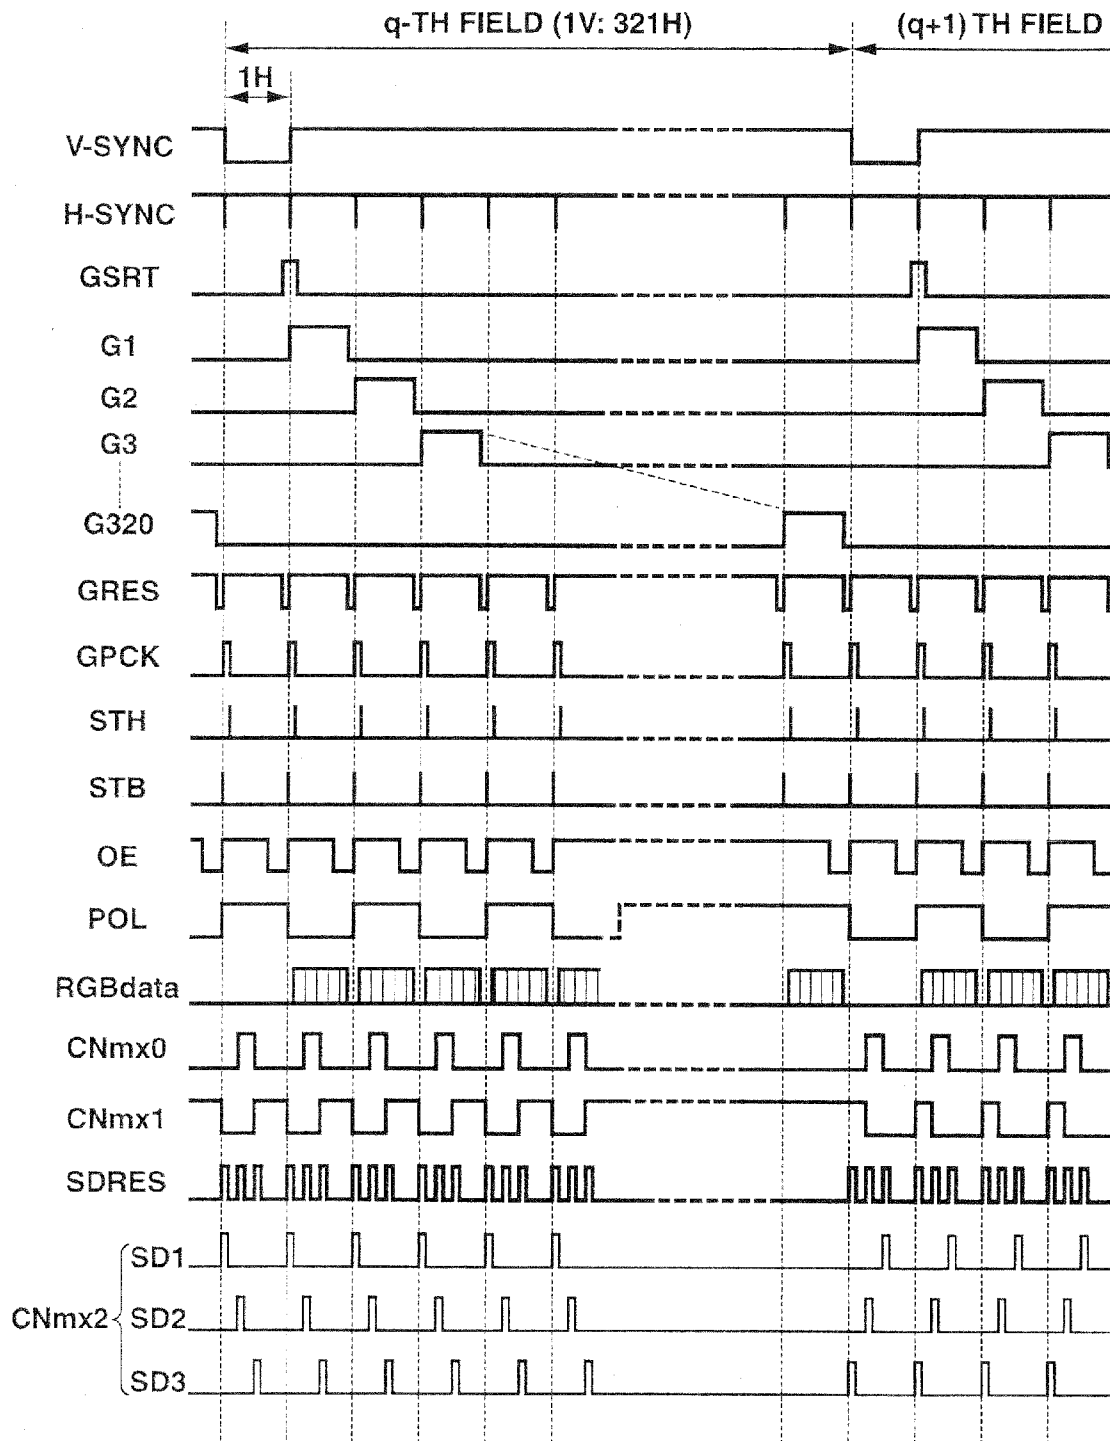 q-TH FIELD (1V: 321H) (q+1) TH FIELD
1H
V-SYNC
H-SYNC
GSRT
G1
G2
G3
G320
GRES
GPCK
STH
STB
OE
POL
RGBdata
CNmx0
CNmx1
SDRES
SD1
CNmx2 SD2
SD3